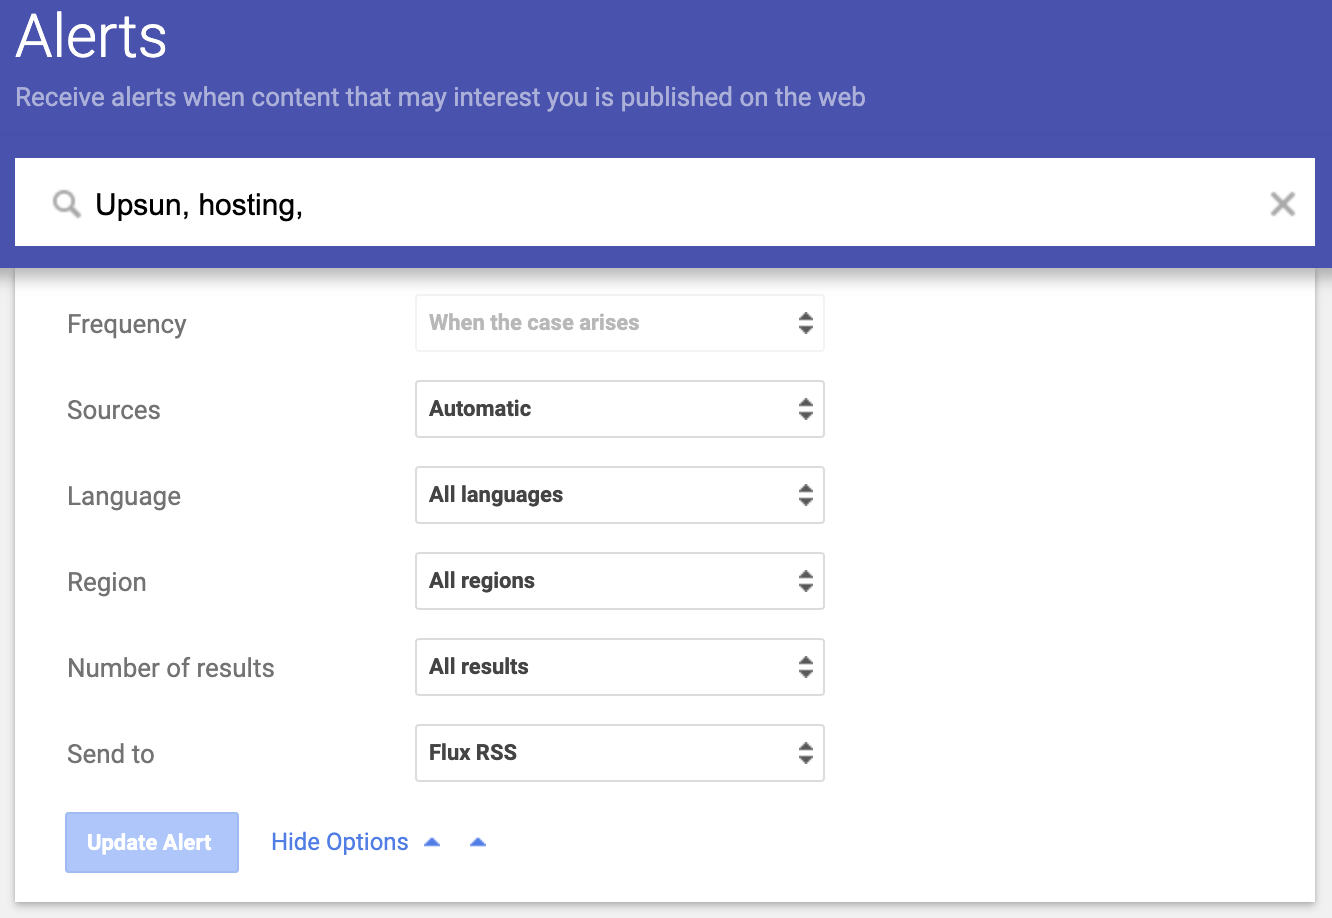 Alerts
Receive alerts when content that may interest you is published on the web
Upsun, hosting,
Frequency When the case arises
Sources Automatic
Language All languages
Region All regions
Number of results All results
Send to Flux RSS
Update Alert Hide Options